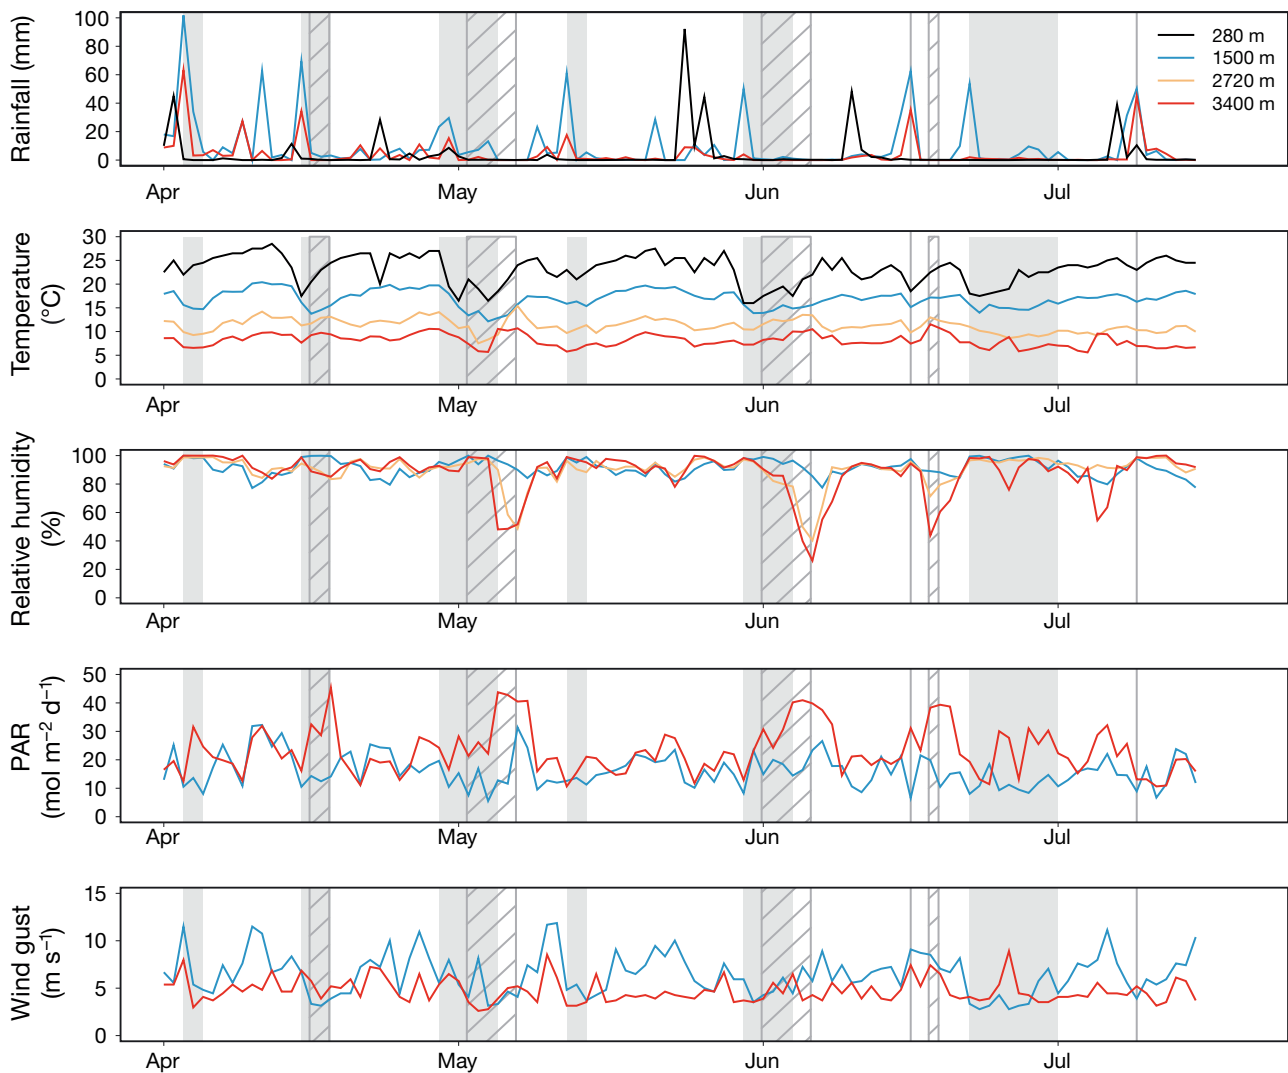 Rainfall (mm)
100
80
60
40
20
0
280 m
1500 m
2720 m
3400 m
Apr May Jun Jul
Temperature
(°C)
30
25
20
15
10
5
0
Apr May Jun Jul
Relative humidity
(%)
100
80
60
40
20
0
Apr May Jun Jul
PAR
(mol m⁻² d⁻¹)
50
40
30
20
10
0
Apr May Jun Jul
Wind gust
(m s⁻¹)
15
10
5
0
Apr May Jun Jul